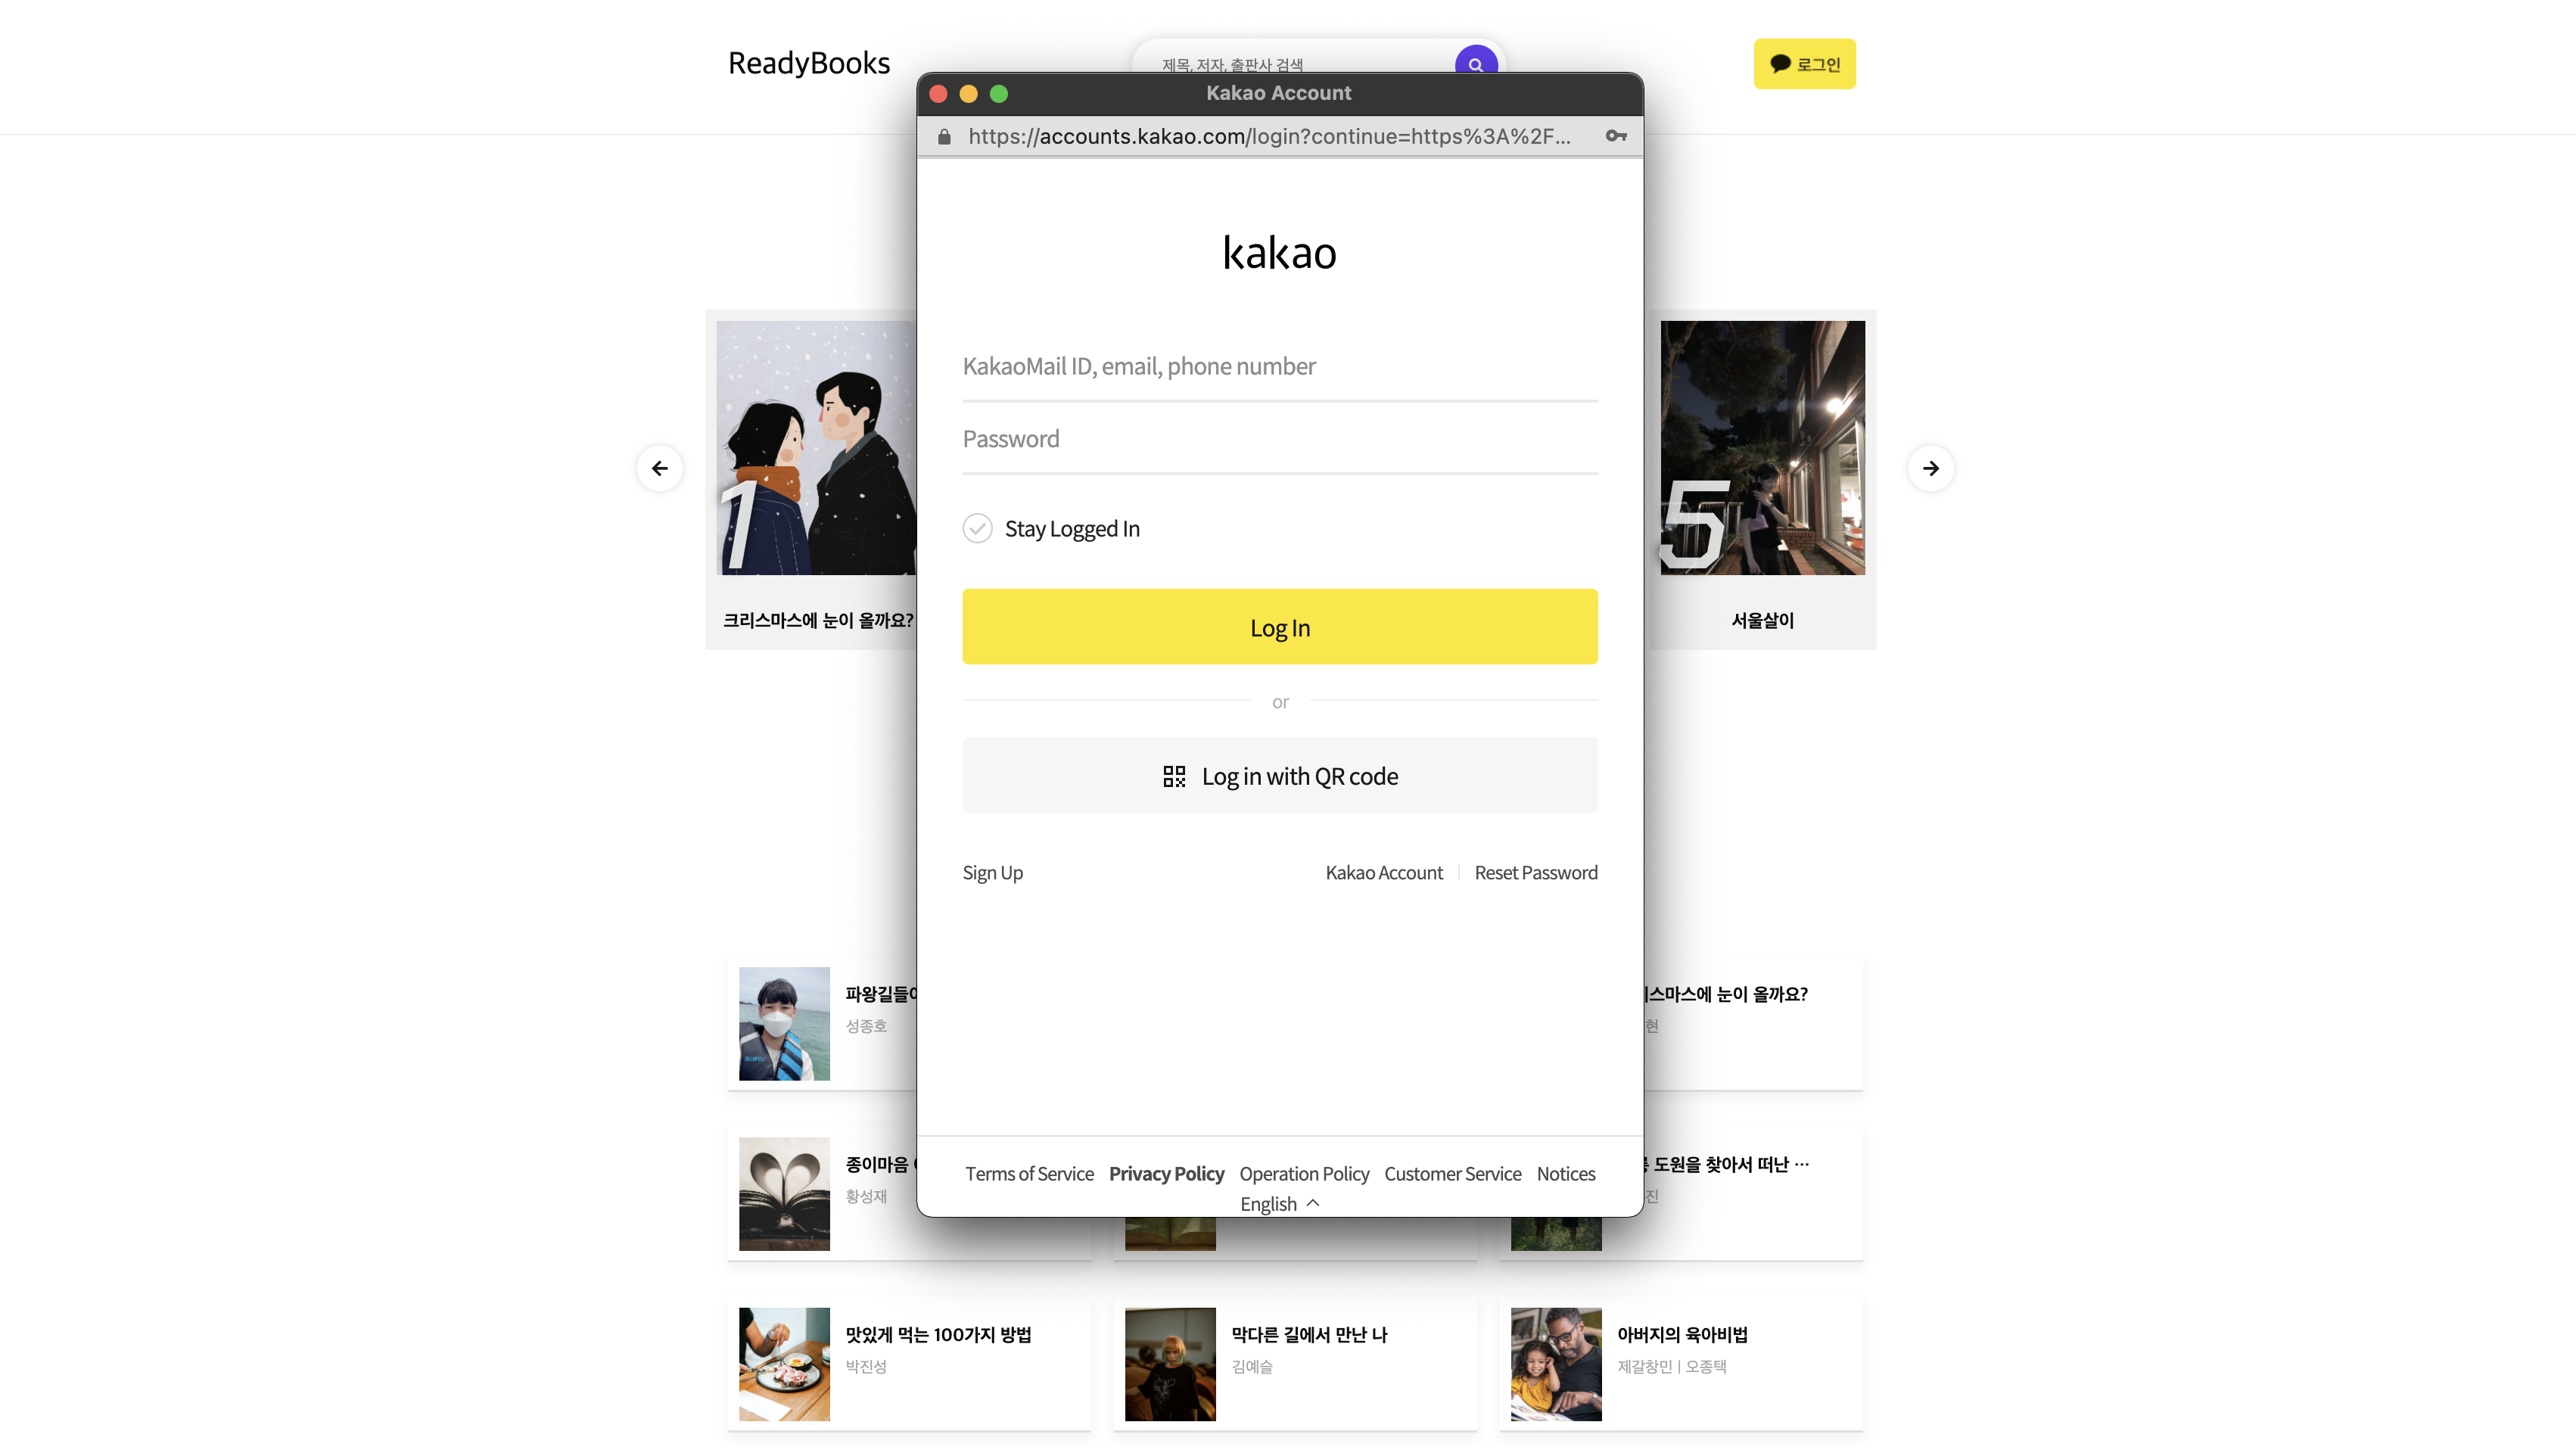 ReadyBooks
제목, 저자, 출판사 검색
로그인
Kakao Account
https://accounts.kakao.com/login?continue=https%3A%2F...
kakao
KakaoMail ID, email, phone number
Password
Stay Logged In
Log In
or
Log in with QR code
Sign Up
Kakao Account
Reset Password
Terms of Service Privacy Policy Operation Policy Customer Service Notices
English
1
크리스마스에 눈이 올까요?
5
서울살이
파왕길들이
성종호
스마스에 눈이 올까요?
현
종이마음
황성재
도원을 찾아서 떠난 …
진
맛있게 먹는 100가지 방법
박진성
막다른 길에서 만난 나
김예슬
아버지의 육아비법
제갈창민 | 오종택